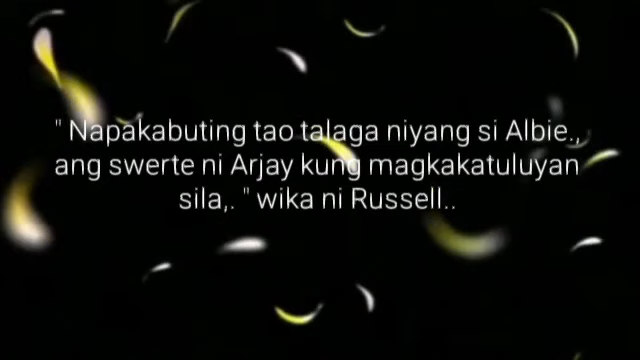 " Napakabuting tao talaga niyang si Albie.,
ang swerte ni Arjay kung magkakatuluyan
sila,. " wika ni Russell..